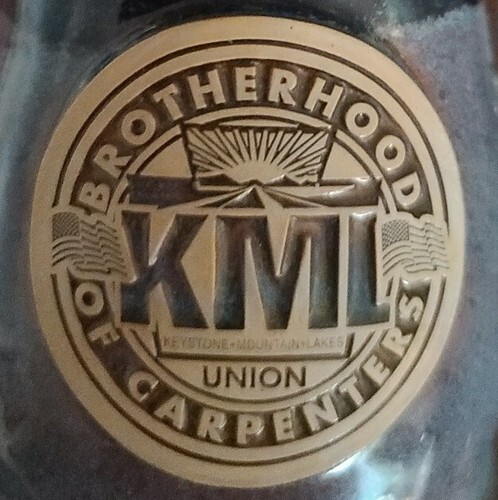 BROTHERHOOD
KML
KEYSTONE+MOUNTAIN+LAKES
UNION
OF CARPENTERS